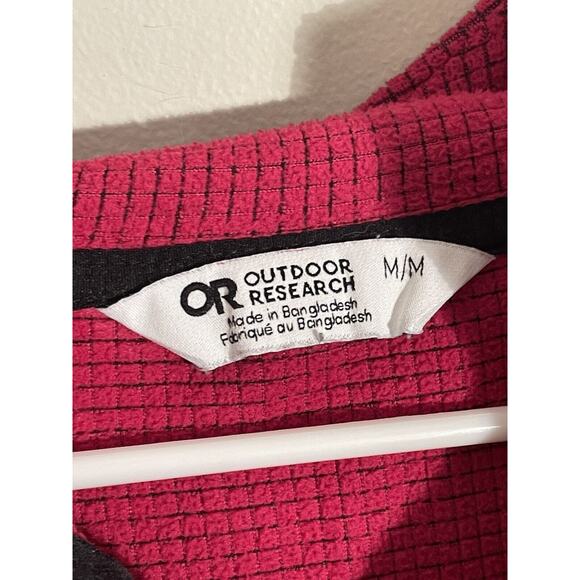 OR OUTDOOR RESEARCH M/M
Made in Bangladesh
Fabriqué au Bangladesh